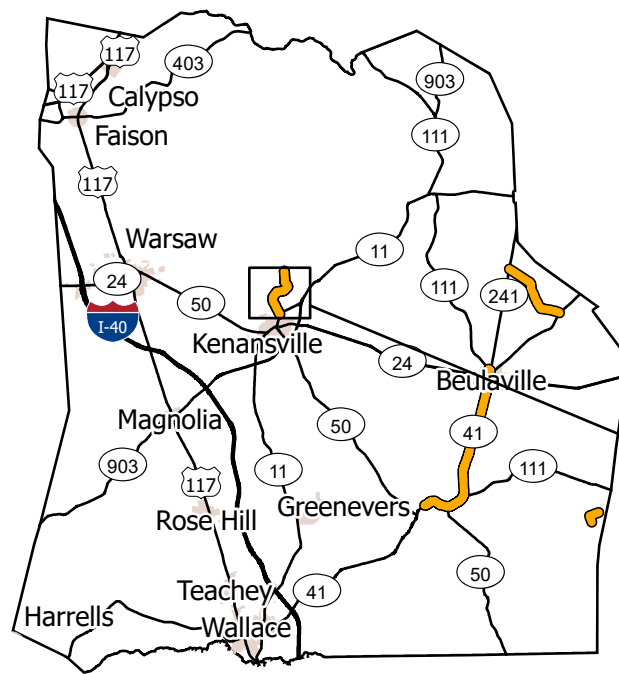 117
403
117
Calypso
903
Faison
111
117
Warsaw
11
24
50
111
241
I-40
Kenansville
24
Beulaville
Magnolia
50
41
903
11
111
117
Greenevers
Rose Hill
50
Teachey
41
Harrells
Wallace